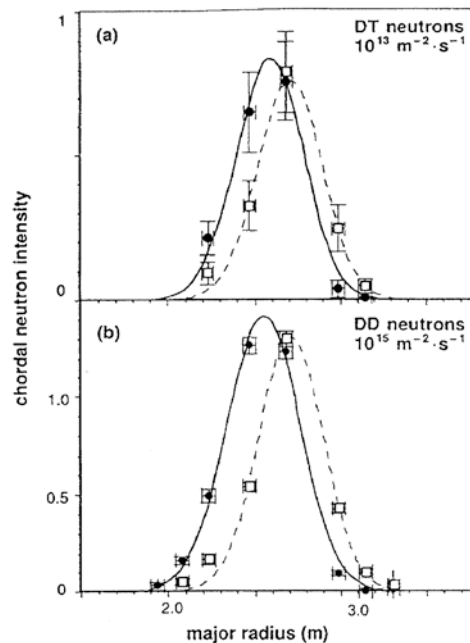 (a)
DT neutrons
10¹³ m⁻²·s⁻¹
1
0
chordal neutron intensity
(b)
DD neutrons
10¹⁵ m⁻²·s⁻¹
1.0
0.5
0
2.0 3.0
major radius (m)